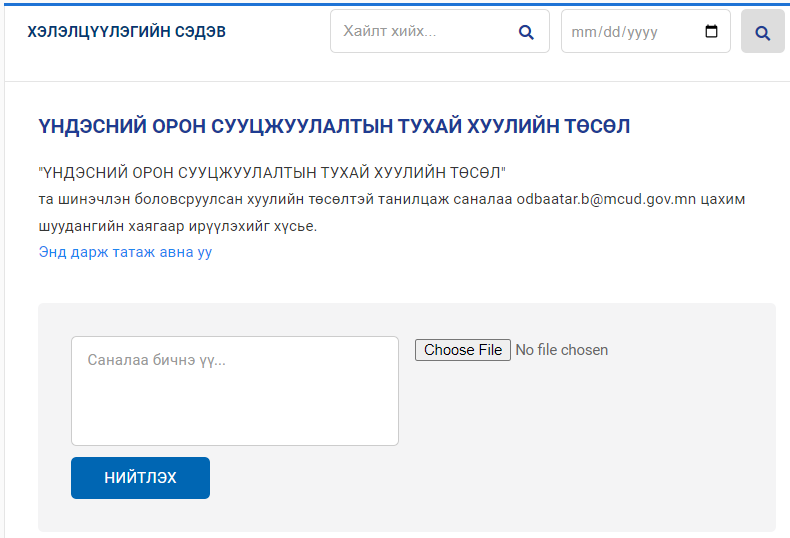 ХЭЛЭЛЦҮҮЛЭГИЙН СЭДЭВ
Хайлт хийх...
mm/dd/yyyy
ҮНДЭСНИЙ ОРОН СУУЦЖУУЛАЛТЫН ТУХАЙ ХУУЛИЙН ТӨСӨЛ
"ҮНДЭСНИЙ ОРОН СУУЦЖУУЛАЛТЫН ТУХАЙ ХУУЛИЙН ТӨСӨЛ"
та шинэчлэн боловсруулсан хуулийн төсөлтэй танилцаж саналаа odbaatar.b@mcud.gov.mn цахим
шуудангийн хаягаар ирүүлэхийг хүсье.
Энд дарж татаж авна уу
Саналаа бичнэ үү...
Choose File No file chosen
НИЙТЛЭХ